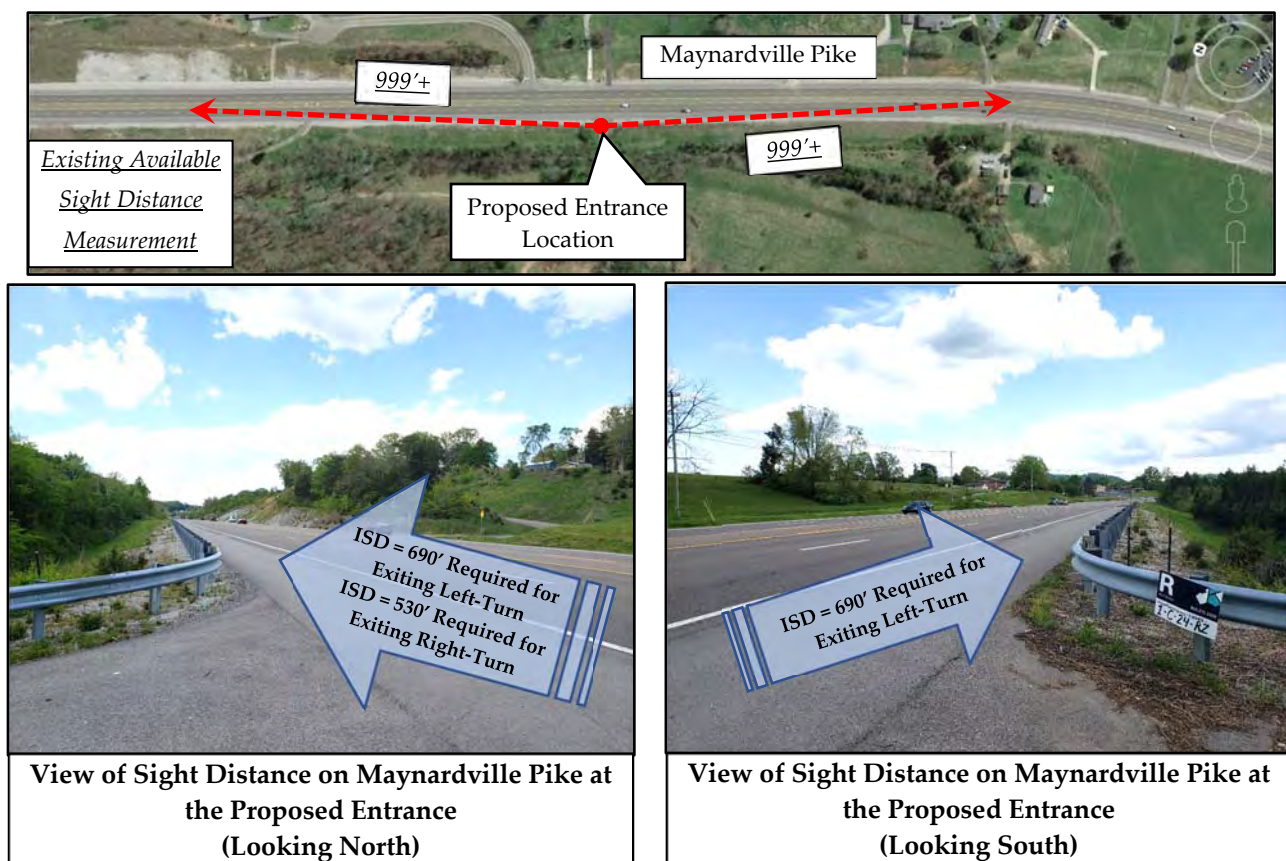 Maynardville Pike
999'+
999'+
Existing Available
Sight Distance
Measurement
Proposed Entrance
Location
N
ISD = 690' Required for
Exiting Left-Turn
ISD = 530' Required for
Exiting Right-Turn
ISD = 690' Required for
Exiting Left-Turn
R
1-C-24-RZ
View of Sight Distance on Maynardville Pike at
the Proposed Entrance
(Looking North)
View of Sight Distance on Maynardville Pike at
the Proposed Entrance
(Looking South)